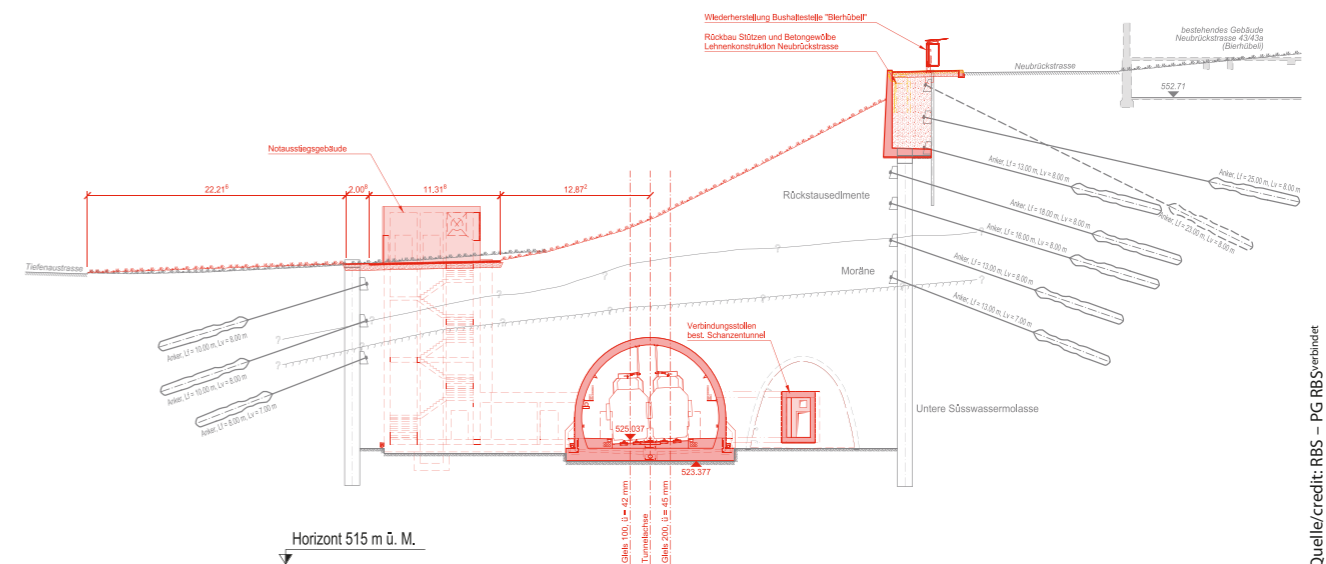 Wiederherstellung Bushaltestelle "Bierhübeli"
Rückbau Stützen und Betongewölbe
Lehnenkonstruktion Neubrückstrasse
bestehendes Gebäude
Neubrückstrasse 43/43a
(Bierhübeli)
Neubrückstrasse
552.71
Notausstiegsgebäude
22,21⁶
2,00⁸
11,31⁶
12,87²
Tiefenaustrasse
Rückstausedimente
Moräne
Untere Süsswassermolasse
Anker, Lf = 13.00 m, Lv = 8.00 m
Anker, Lf = 25.00 m, Lv = 8.00 m
Anker, Lf = 23.00 m, Lv = 8.00 m
Anker, Lf = 18.00 m, Lv = 8.00 m
Anker, Lf = 16.00 m, Lv = 8.00 m
Anker, Lf = 13.00 m, Lv = 8.00 m
Anker, Lf = 13.00 m, Lv = 7.00 m
Anker, Lf = 10.00 m, Lv = 8.00 m
Anker, Lf = 10.00 m, Lv = 8.00 m
Anker, Lf = 8.00 m, Lv = 7.00 m
? ? ? ?
? ? ? ?
Verbindungsstollen
best. Schanzentunnel
525.037
523.377
Gleis 100, ü = 42 mm
Tunnelachse
Gleis 200, ü = 45 mm
Horizont 515 m ü. M.
Quelle/credit: RBS – PG RBSverbindet